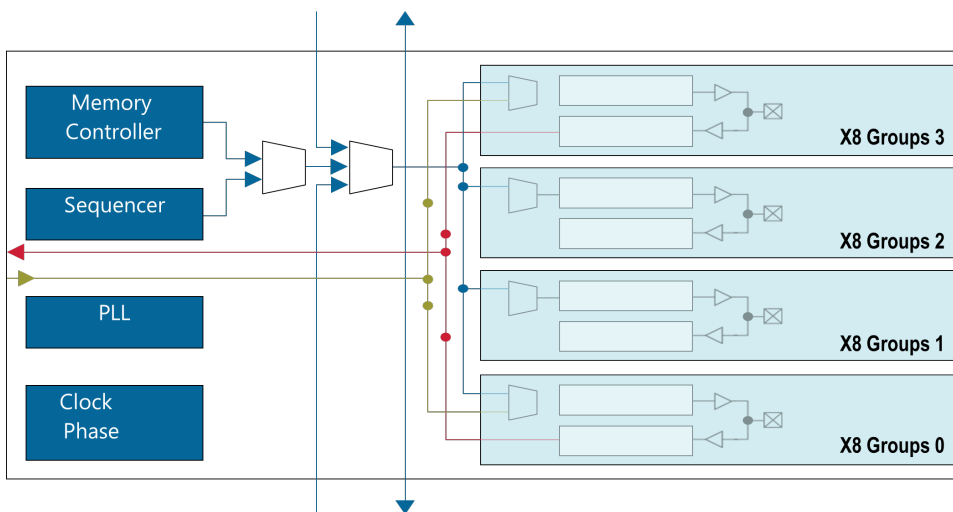 Memory
Controller
Sequencer
PLL
Clock
Phase
X8 Groups 3
X8 Groups 2
X8 Groups 1
X8 Groups 0